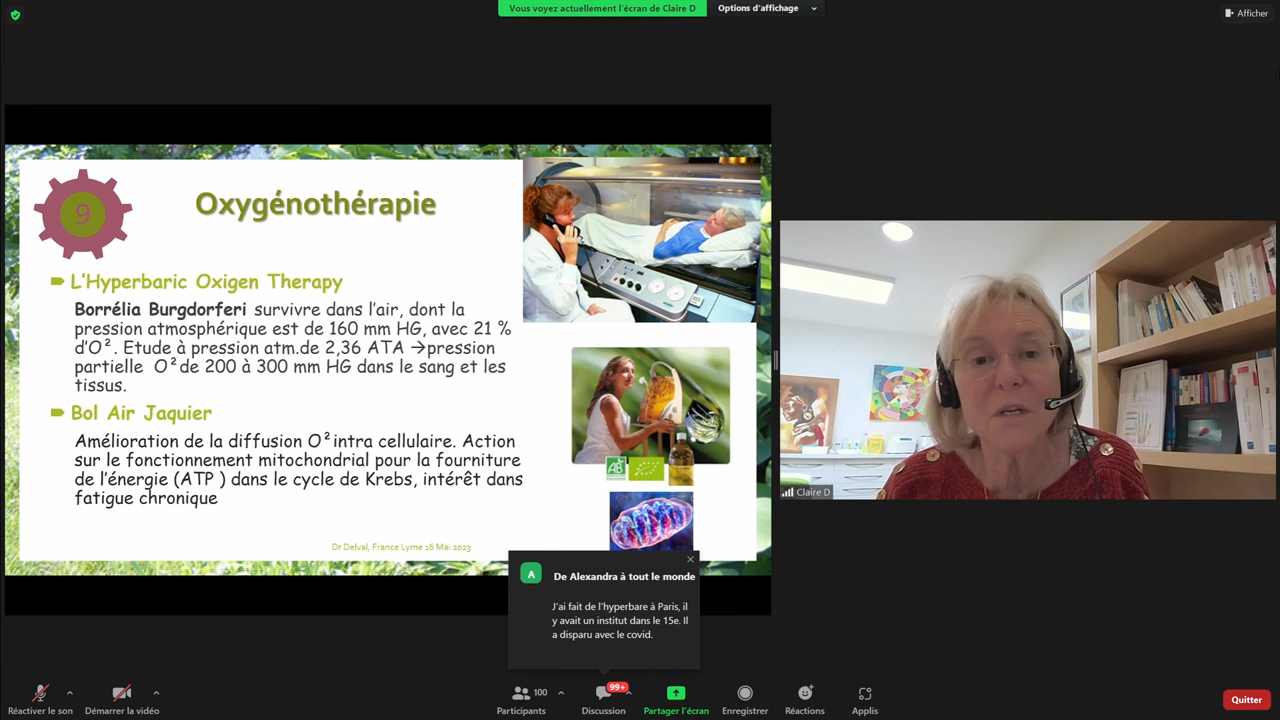 Vous voyez actuellement l'écran de Claire D
Options d'affichage
Afficher
9
Oxygénothérapie
L'Hyperbaric Oxigen Therapy
Borrélia Burgdorferi survivre dans l'air, dont la
pression atmosphérique est de 160 mm HG, avec 21 %
d'O². Etude à pression atm.de 2,36 ATA →pression
partielle O²de 200 à 300 mm HG dans le sang et les
tissus.
Bol Air Jaquier
Amélioration de la diffusion O²intra cellulaire. Action
sur le fonctionnement mitochondrial pour la fourniture
de l'énergie (ATP ) dans le cycle de Krebs, intérêt dans
fatigue chronique
AB
Dr Delval, France Lyme 16 Mai 2023
Claire D
A
De Alexandra à tout le monde
J'ai fait de l'hyperbare à Paris, il
y avait un institut dans le 15e. Il
a disparu avec le covid.
Réactiver le son
Démarrer la vidéo
100
Participants
99+
Discussion
Partager l'écran
Enregistrer
Réactions
Applis
Quitter